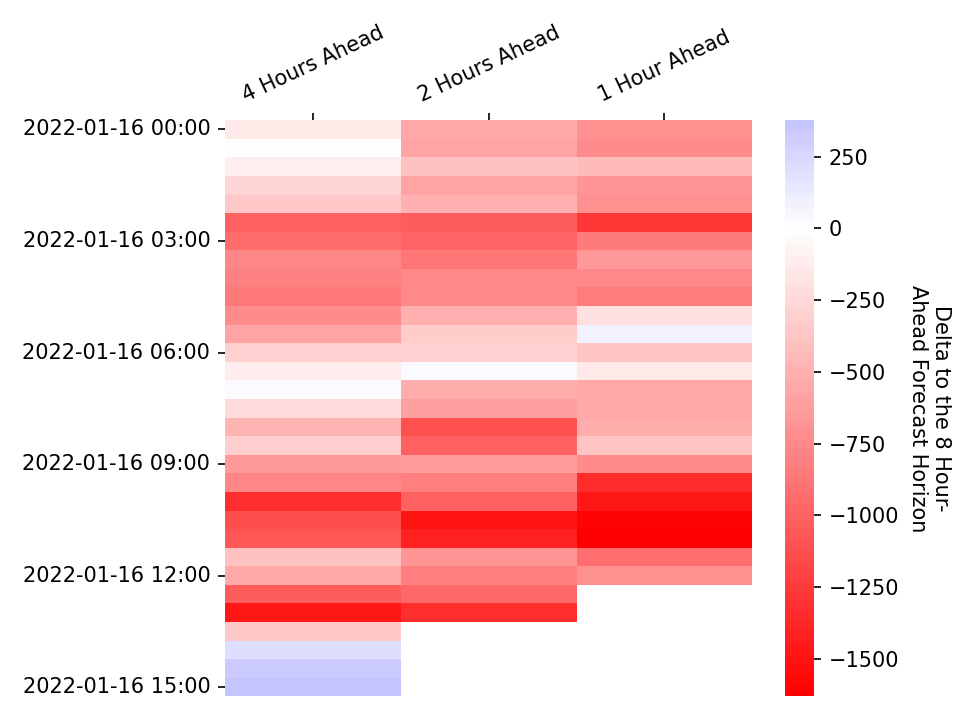 4 Hours Ahead
2 Hours Ahead
1 Hour Ahead
2022-01-16 00:00
2022-01-16 03:00
2022-01-16 06:00
2022-01-16 09:00
2022-01-16 12:00
2022-01-16 15:00
250
0
−250
−500
−750
−1000
−1250
−1500
Delta to the 8 Hour-
Ahead Forecast Horizon